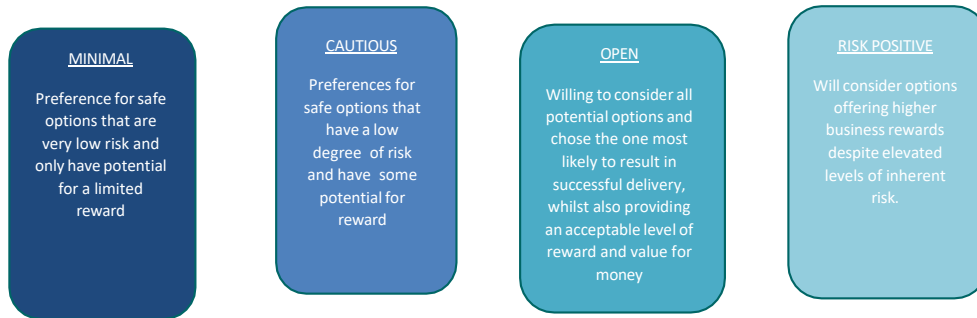 MINIMAL
Preference for safe
options that are
very low risk and
only have potential
for a limited
reward
CAUTIOUS
Preferences for
safe options that
have a low
degree of risk
and have some
potential for
reward
OPEN
Willing to consider all
potential options and
chose the one most
likely to result in
successful delivery,
whilst also providing
an acceptable level of
reward and value for
money
RISK POSITIVE
Will consider options
offering higher
business rewards
despite elevated
levels of inherent
risk.